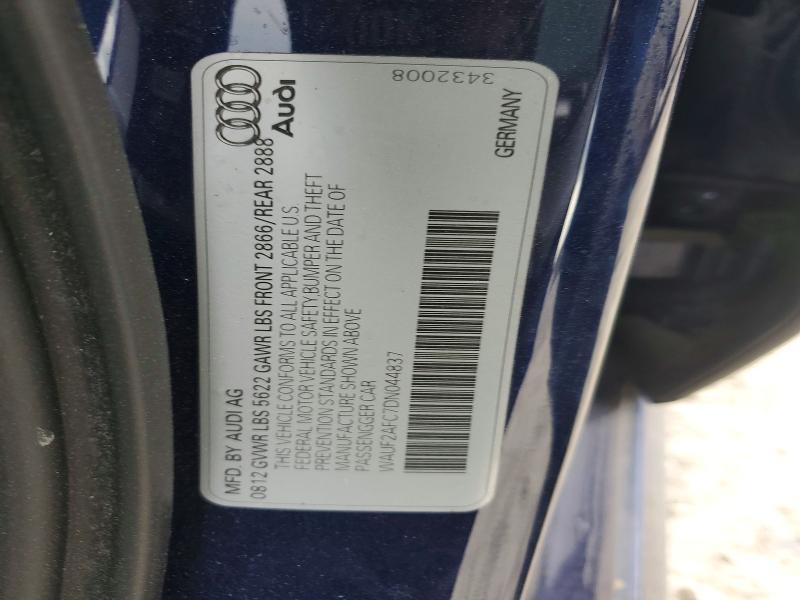 Audi
MFD. BY AUDI AG
0812 GVWR LBS 5622 GAWR LBS FRONT 2866/REAR 2888
THIS VEHICLE CONFORMS TO ALL APPLICABLE U.S.
FEDERAL MOTOR VEHICLE SAFETY, BUMPER AND THEFT
PREVENTION STANDARDS IN EFFECT ON THE DATE OF
MANUFACTURE SHOWN ABOVE
PASSENGGER CAR
WAUF2AFC7DN044837
GERMANY
3432008